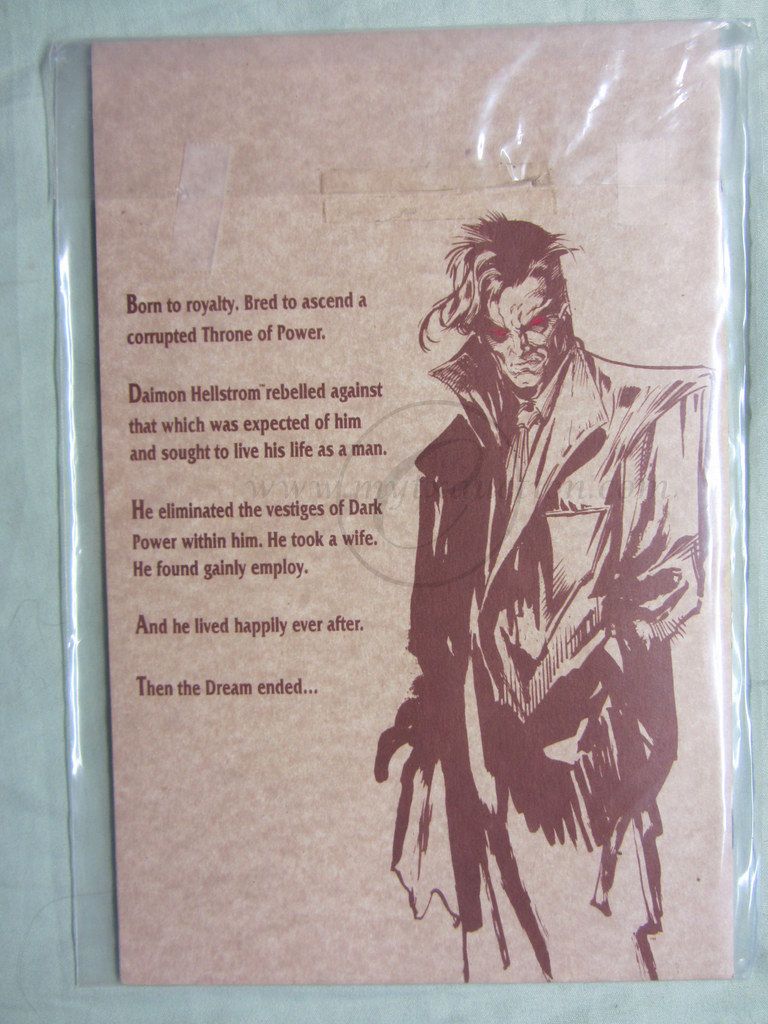 Born to royalty. Bred to ascend a
corrupted Throne of Power.
Daimon Hellstrom™ rebelled against
that which was expected of him
and sought to live his life as a man.
He eliminated the vestiges of Dark
Power within him. He took a wife.
He found gainly employ.
And he lived happily ever after.
Then the Dream ended...